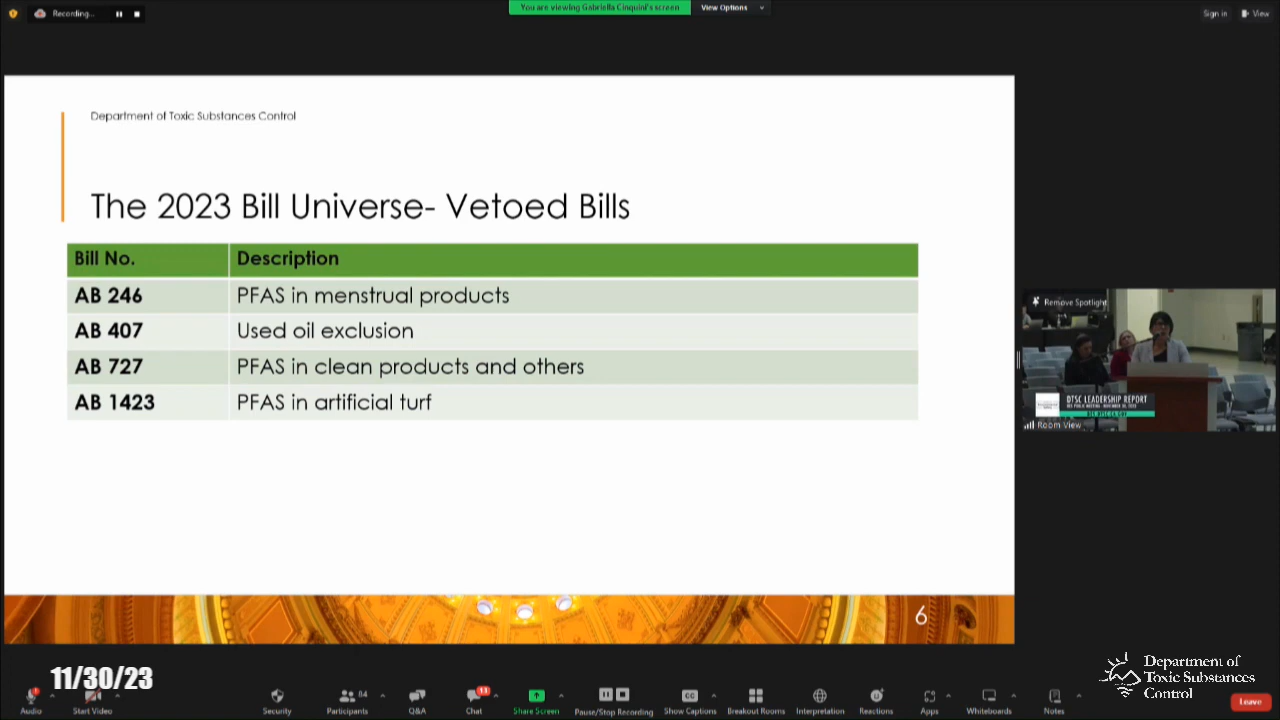 Recording...
You are viewing Gabriella Cinquini's screen
View Options
Sign in
View
Department of Toxic Substances Control
The 2023 Bill Universe- Vetoed Bills
Bill No. Description
AB 246 PFAS in menstrual products
AB 407 Used oil exclusion
AB 727 PFAS in clean products and others
AB 1423 PFAS in artificial turf
6
Remove Spotlight
DTSC LEADERSHIP REPORT
Room View
11/30/23
Department of
Toxic Substances
Control
Audio Start Video Security Participants 84 Q&A Chat 13 Share Screen Pause/Stop Recording CC Show Captions Breakout Rooms Interpretation Reactions Apps Whiteboards Notes Leave